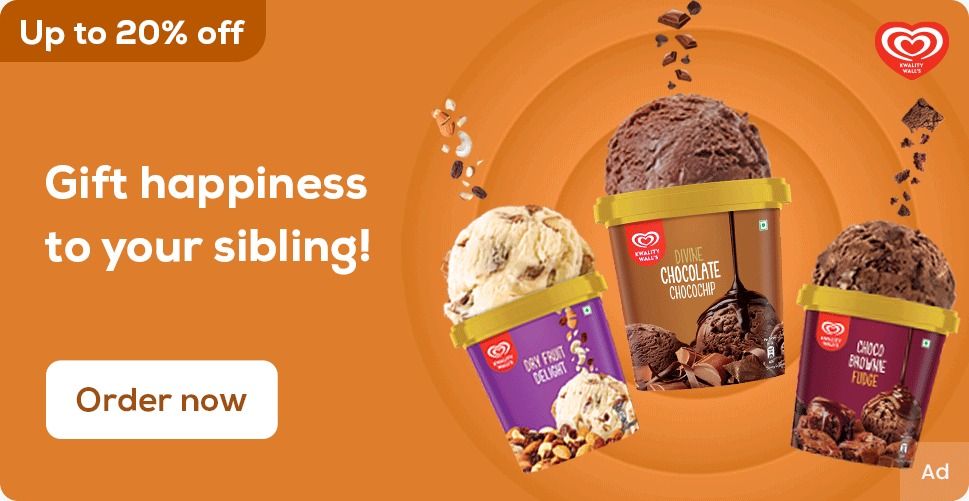 Up to 20% off
KWALITY
WALL'S
Gift happiness
to your sibling!
Order now
KWALITY
WALL'S
DRY FRUIT
DELIGHT
KWALITY
WALL'S
DIVINE
CHOCOLATE
CHOCOCHIP
KWALITY
WALL'S
CHOCO
BROWNIE
FUDGE
Ad